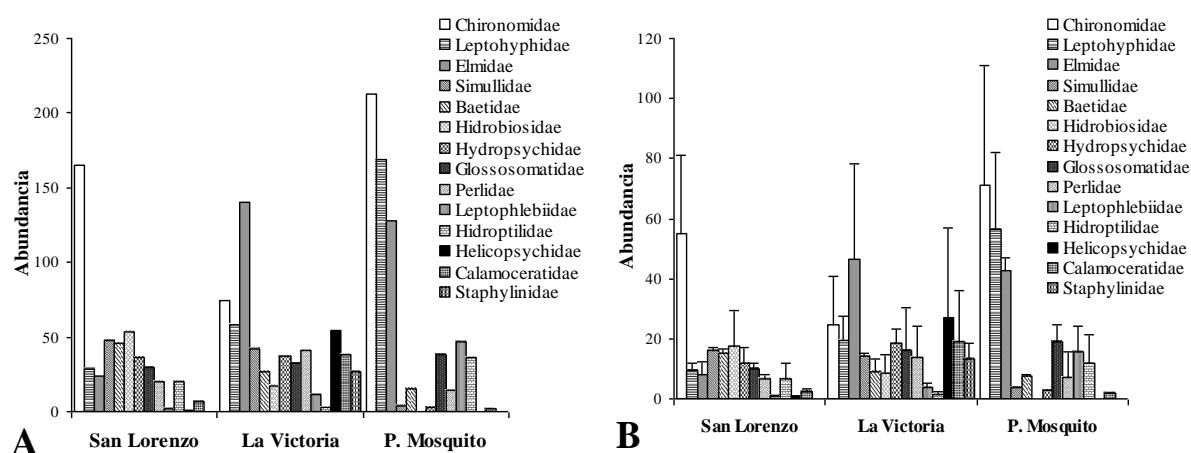 250
200
150
100
50
0
Abundancia
San Lorenzo La Victoria P. Mosquito
Chironomidae
Leptohyphidae
Elmidae
Simullidae
Baetidae
Hidrobiosidae
Hydropsychidae
Glossosomatidae
Perlidae
Leptophlebiidae
Hidroptilidae
Helicopsychidae
Calamoceratidae
Staphylinidae
A
120
100
80
60
40
20
0
Abundancia
San Lorenzo La Victoria P. Mosquito
Chironomidae
Leptohyphidae
Elmidae
Simullidae
Baetidae
Hidrobiosidae
Hydropsychidae
Glossosomatidae
Perlidae
Leptophlebiidae
Hidroptilidae
Helicopsychidae
Calamoceratidae
Staphylinidae
B